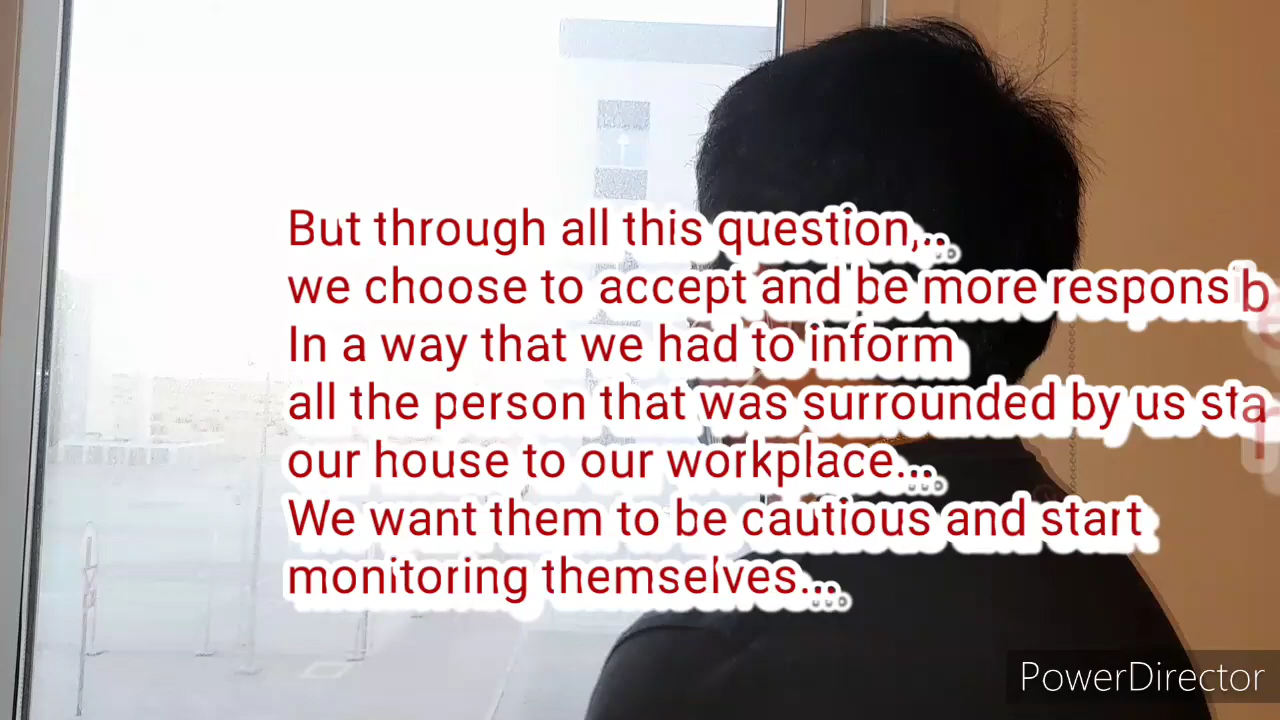 But through all this question,..
we choose to accept and be more responsib
In a way that we had to inform
all the person that was surrounded by us sta
our house to our workplace...
We want them to be cautious and start
monitoring themselves...
PowerDirector